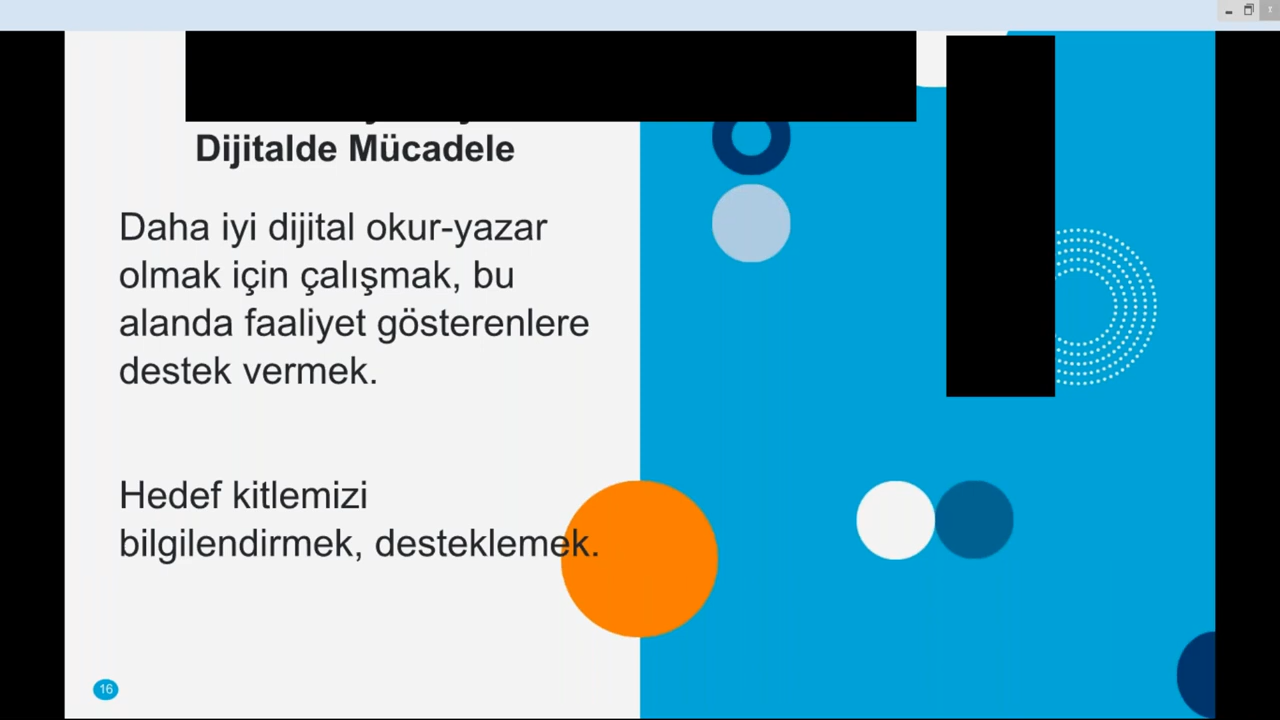 Dijitalde Mücadele
Daha iyi dijital okur-yazar
olmak için çalışmak, bu
alanda faaliyet gösterenlere
destek vermek.
Hedef kitlemizi
bilgilendirmek, desteklemek.
16